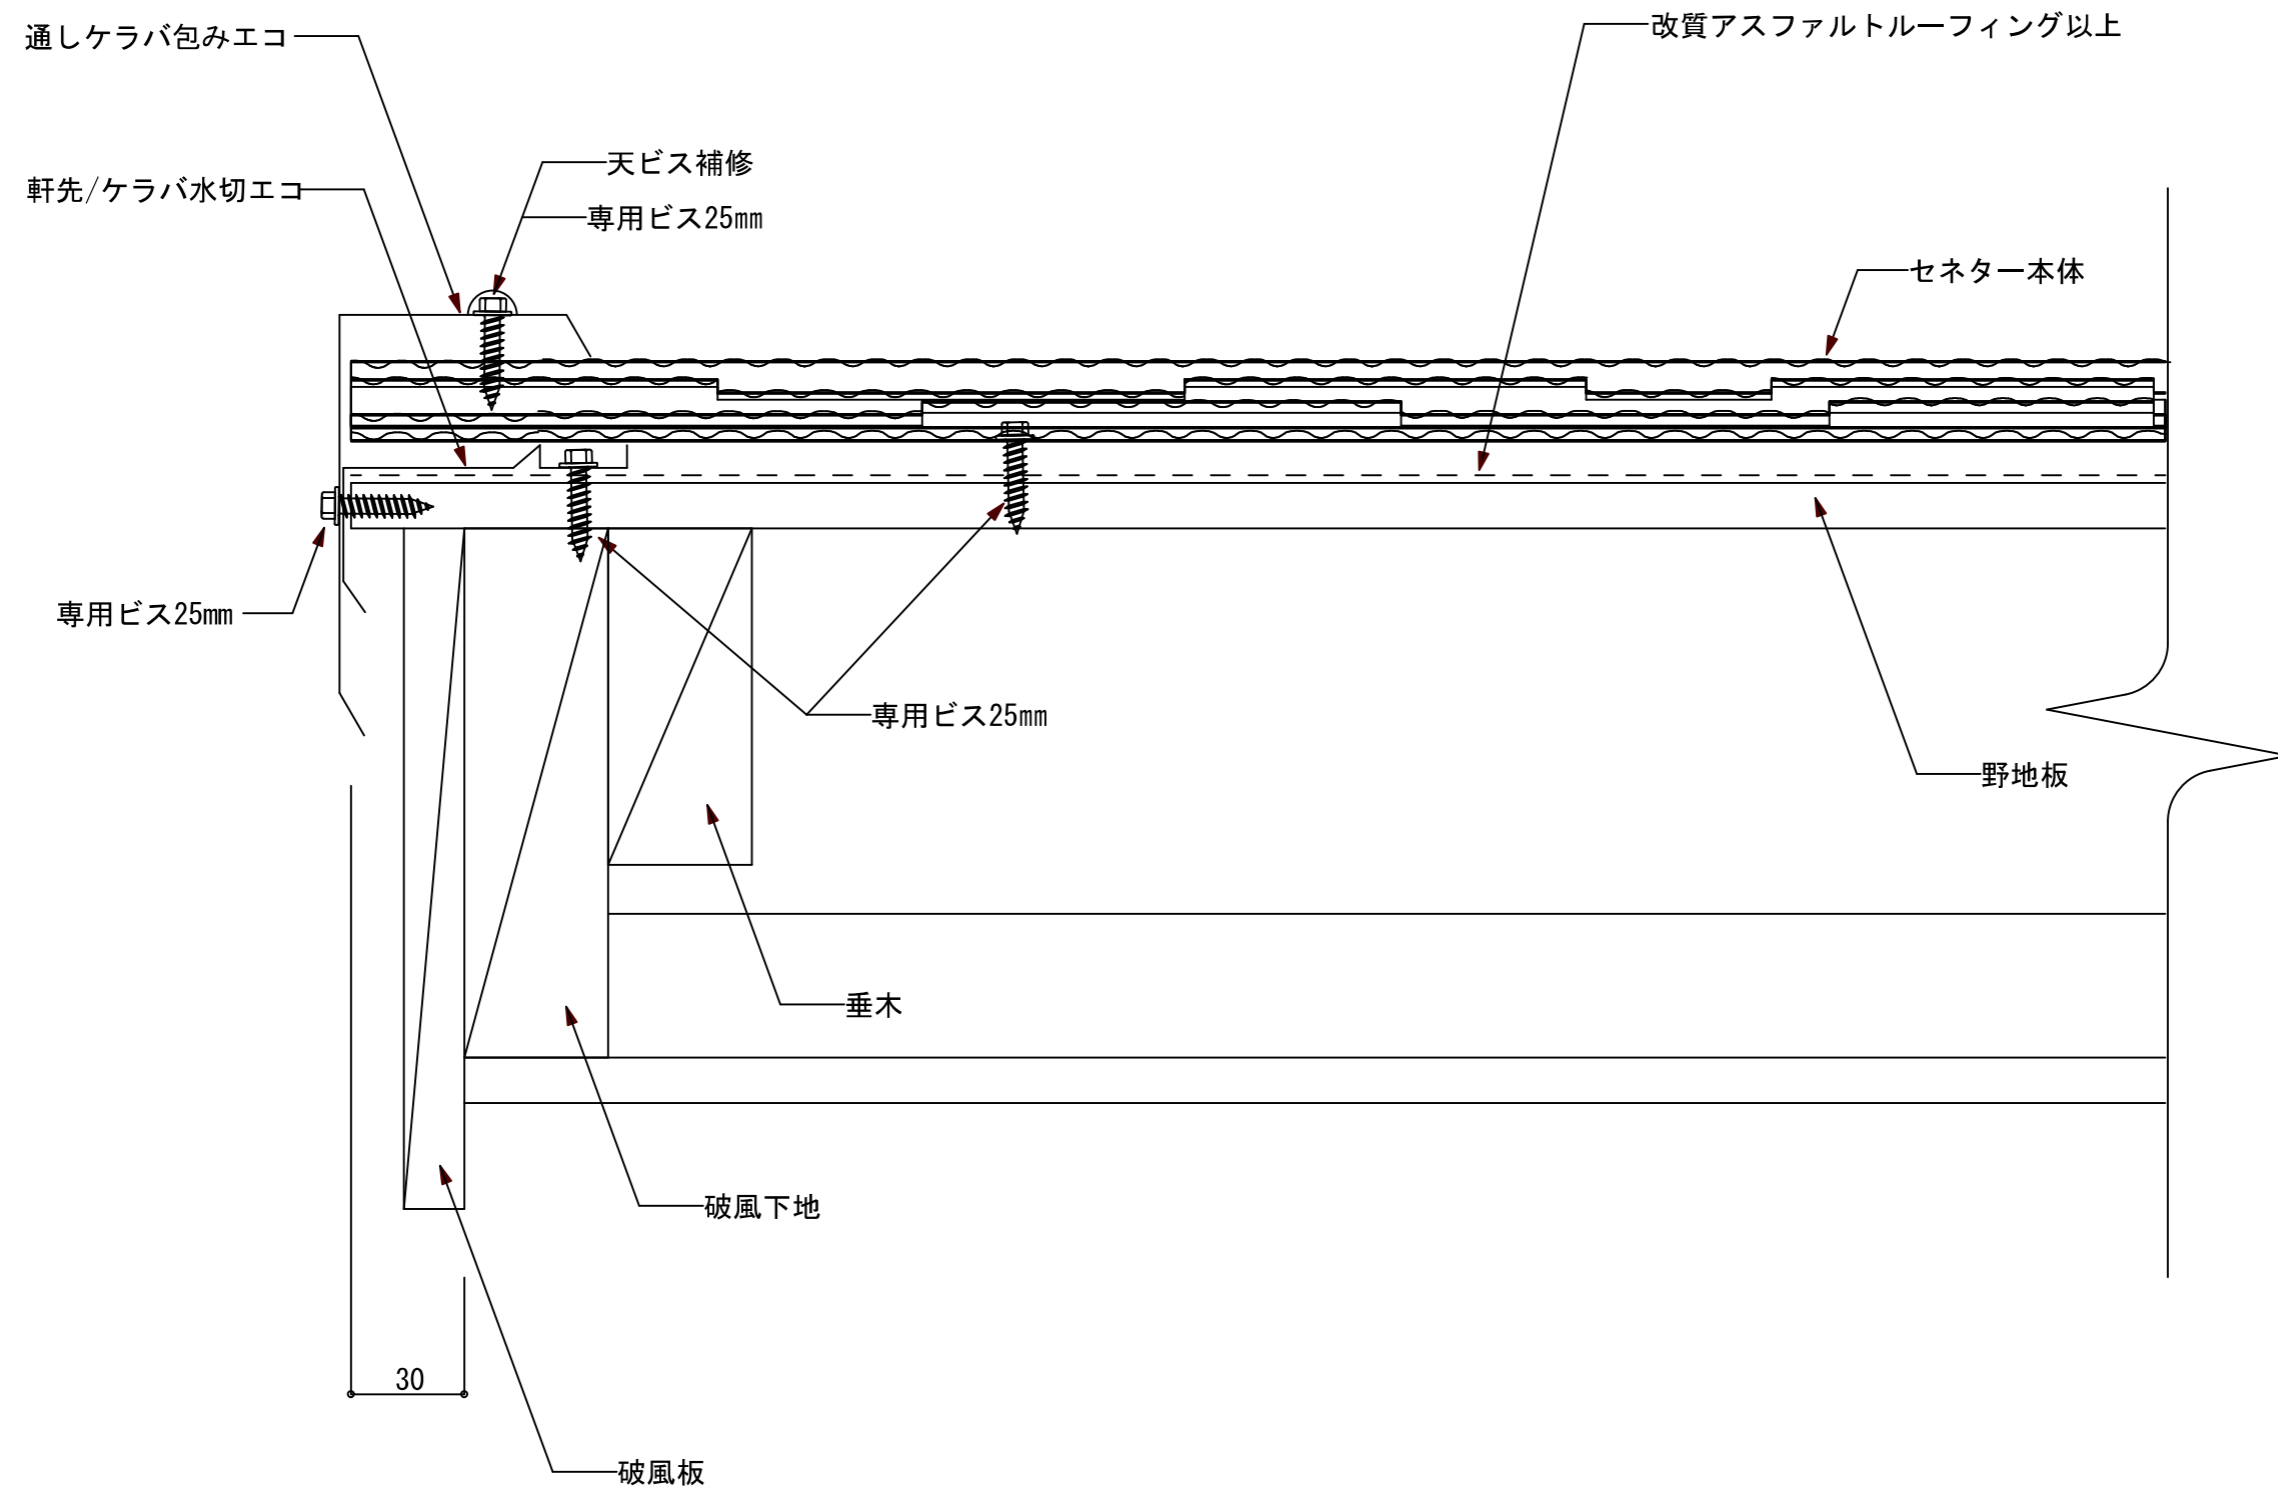 通しケラバ包みエコ
改質アスファルトルーフィング以上
天ビス補修
軒先/ケラバ水切エコ
専用ビス25mm
セネター本体
専用ビス25mm
専用ビス25mm
野地板
垂木
破風下地
30
破風板